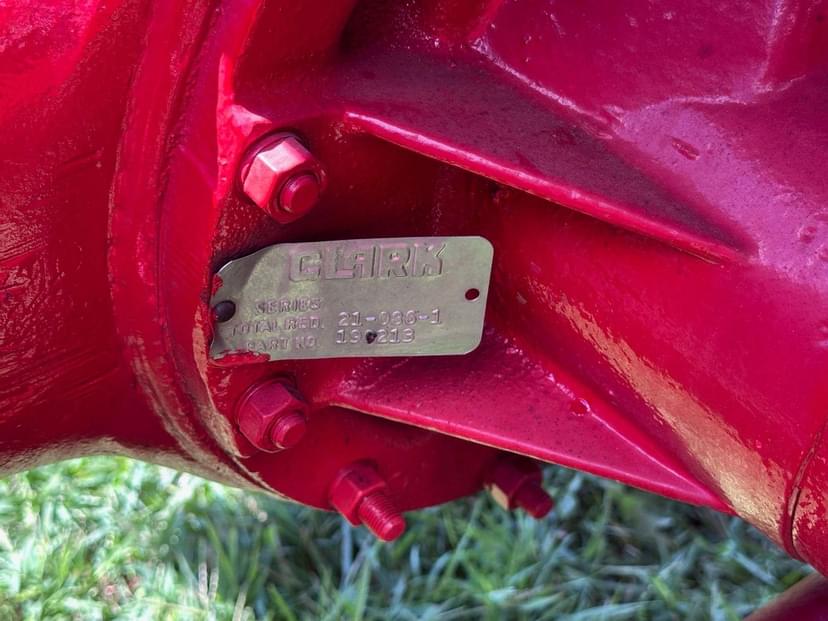 CLARK
SERIES
TOTAL RED. 21-036-1
PART NO. 19 213